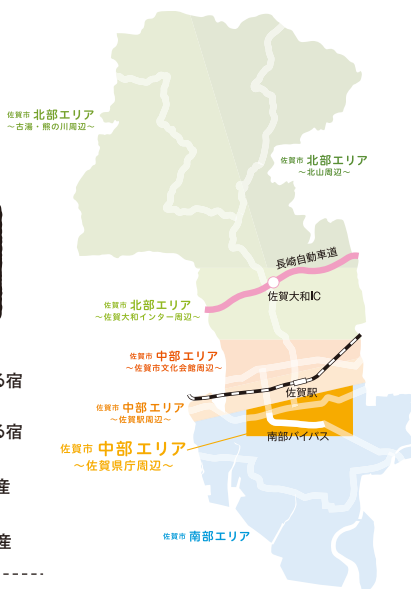 佐賀市 北部エリア
～古湯・熊の川周辺～
佐賀市 北部エリア
～北山周辺～
長崎自動車道
佐賀大和IC
佐賀市 北部エリア
～佐賀大和インター周辺～
佐賀市 中部エリア
～佐賀市文化会館周辺～
る宿
佐賀駅
佐賀市 中部エリア
～佐賀駅周辺～
る宿
南部バイパス
佐賀市 中部エリア
～佐賀県庁周辺～
産
佐賀市 南部エリア
産